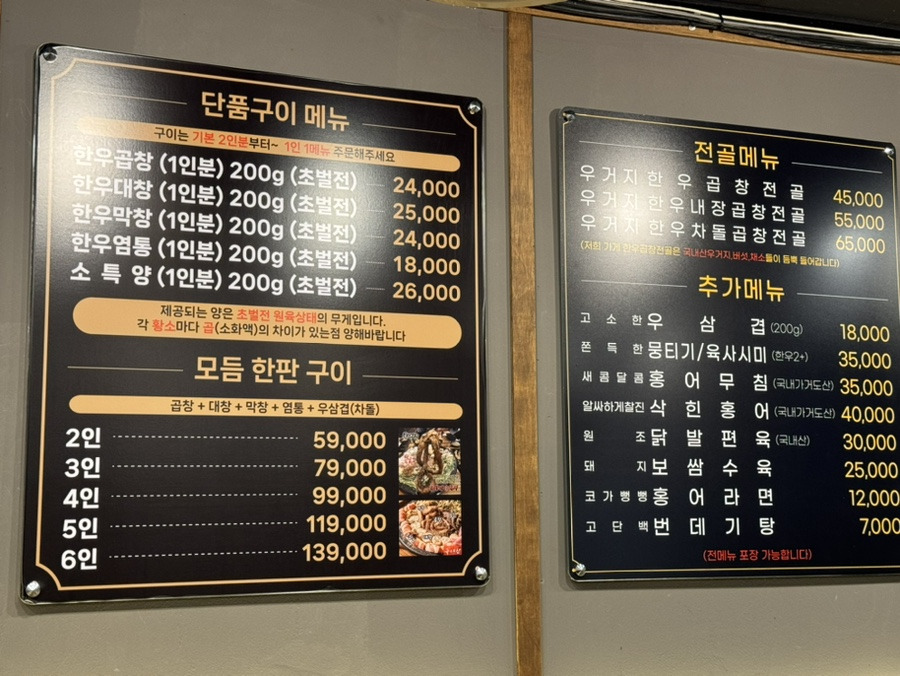 단품구이 메뉴
구이는 기본 2인분부터~ 1인 1메뉴 주문해주세요
한우곱창 (1인분) 200g (초벌전) 24,000
한우대창 (1인분) 200g (초벌전) 25,000
한우막창 (1인분) 200g (초벌전) 24,000
한우염통 (1인분) 200g (초벌전) 18,000
소 특 양 (1인분) 200g (초벌전) 26,000
제공되는 양은 초벌전 원육상태의 무게입니다.
각 황소마다 곱(소화액)의 차이가 있는점 양해바랍니다
모듬 한판 구이
곱창 + 대창 + 막창 + 염통 + 우삼겹(차돌)
2인 59,000
3인 79,000
4인 99,000
5인 119,000
6인 139,000
전골메뉴
우거지한우곱창전골 45,000
우거지한우내장곱창전골 55,000
우거지한우차돌곱창전골 65,000
(저희 가게 한우곱창전골은 국내산우거지,버섯,채소들이 듬뿍 들어갑니다)
추가메뉴
고소한 우삼겹 (200g) 18,000
쫀득한 뭉티기/육사시미 (한우2+) 35,000
새콤달콤 홍어무침 (국내가거도산) 35,000
알싸하게찰진 삭힌홍어 (국내가거도산) 40,000
원조 닭발편육 (국내산) 30,000
돼지 보쌈수육 25,000
코가뻥뻥 홍어라면 12,000
고단백 번데기탕 7,000
(전메뉴 포장 가능합니다)